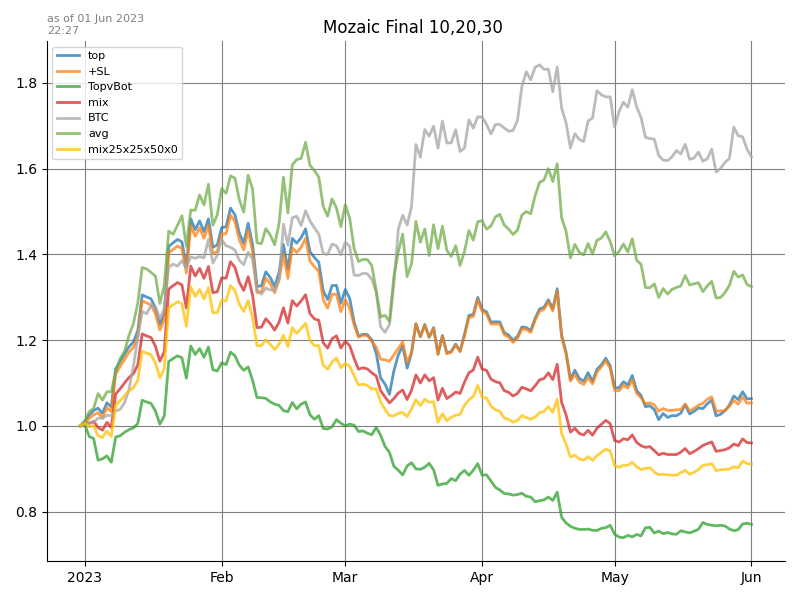 as of 01 Jun 2023
22:27
Mozaic Final 10,20,30
top
+SL
TopvBot
mix
BTC
avg
mix25x25x50x0
1.8
1.6
1.4
1.2
1.0
0.8
2023 Feb Mar Apr May Jun